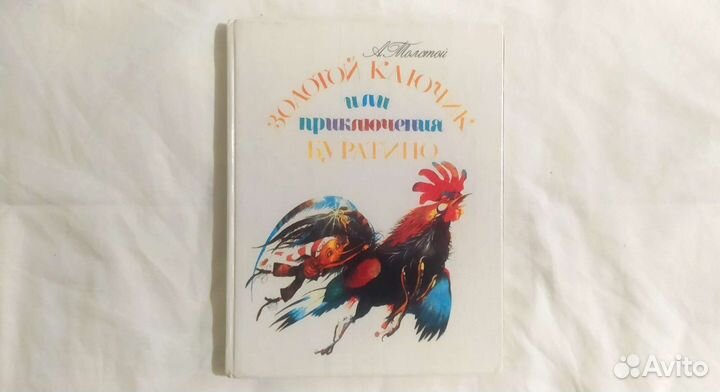 А. Толстой
ЗОЛОТОЙ КЛЮЧИК
или
приключения
БУРАТИНО
Avito